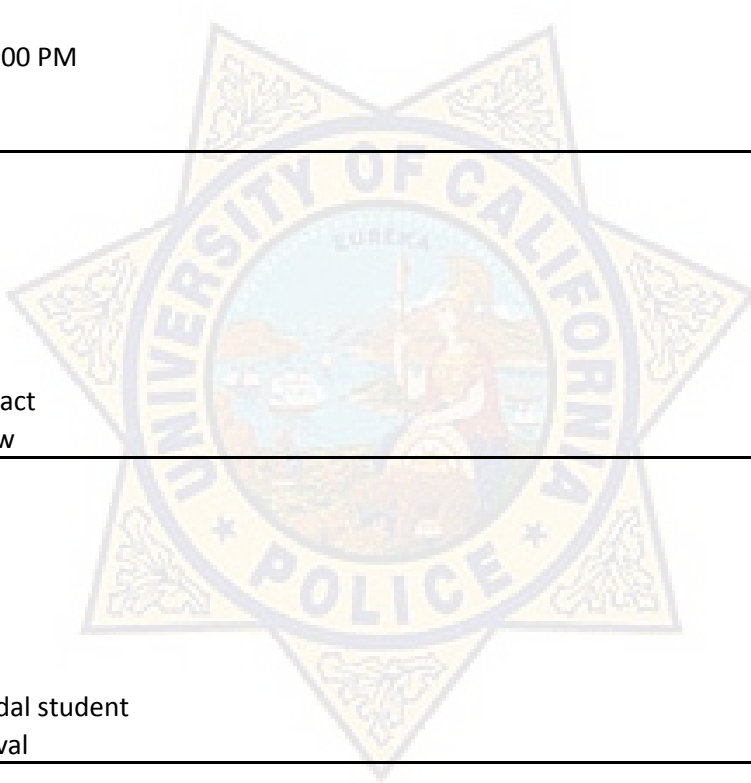 00 PM
UNIVERSITY OF CALIFORNIA
EUREKA
act
w
dal student
val
POLICE